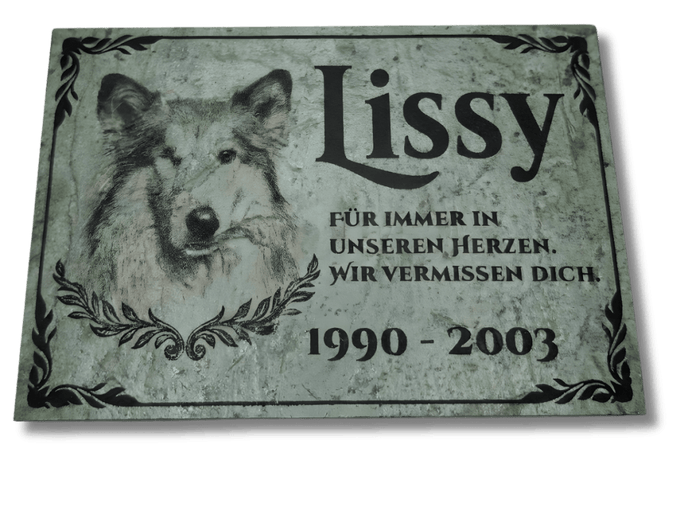 Lissy
Für immer in
unseren Herzen.
Wir vermissen dich.
1990 - 2003